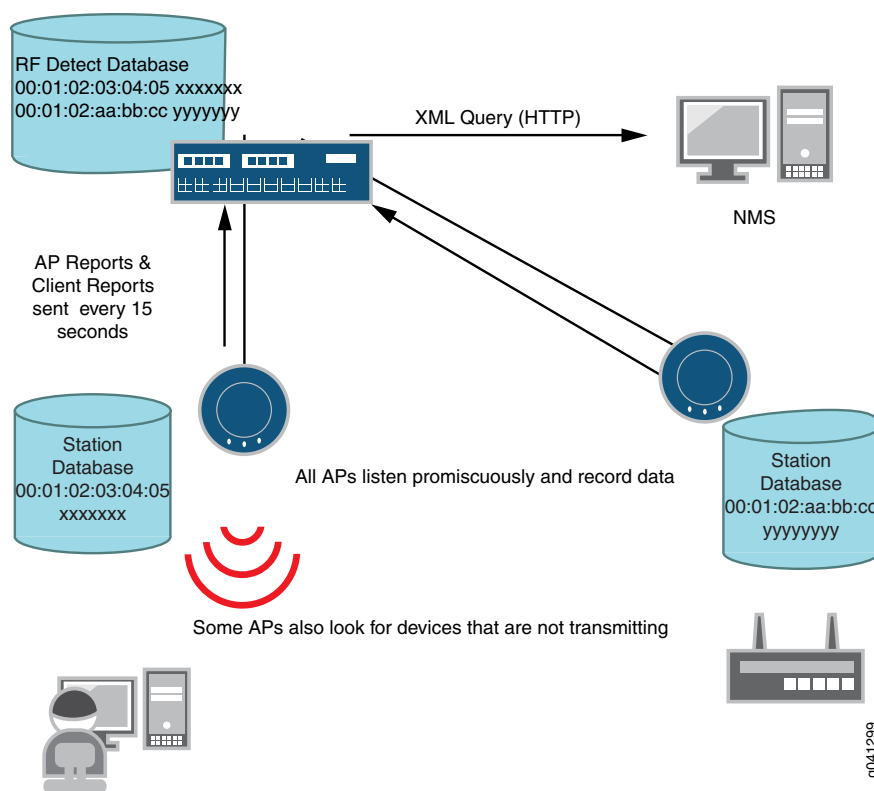 RF Detect Database
00:01:02:03:04:05 xxxxxxx
00:01:02:aa:bb:cc yyyyyyy
XML Query (HTTP)
NMS
AP Reports &
Client Reports
sent every 15
seconds
Station
Database
00:01:02:03:04:05
xxxxxxx
All APs listen promiscuously and record data
Station
Database
00:01:02:aa:bb:cc
yyyyyyyy
Some APs also look for devices that are not transmitting
g041299